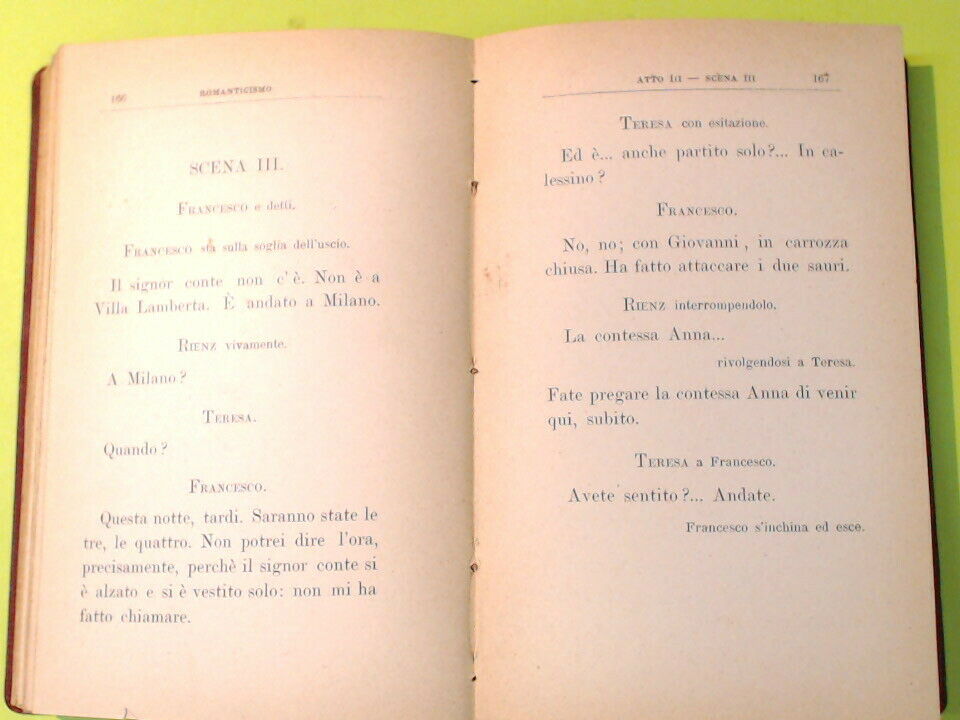 166
ROMANTICISMO
SCENA III.
FRANCESCO e detti.
FRANCESCO sta sulla soglia dell'uscio.
Il signor conte non c'è. Non è a
Villa Lamberta. È andato a Milano.
RIENZ vivamente.
A Milano?
TERESA.
Quando?
FRANCESCO.
Questa notte, tardi. Saranno state le
tre, le quattro. Non potrei dire l'ora,
precisamente, perchè il signor conte si
è alzato e si è vestito solo: non mi ha
fatto chiamare.
ATTO III — SCENA III
167
TERESA con esitazione.
Ed è... anche partito solo?... In ca-
lessino?
FRANCESCO.
No, no; con Giovanni, in carrozza
chiusa. Ha fatto attaccare i due sauri.
RIENZ interrompendolo.
La contessa Anna...
rivolgendosi a Teresa.
Fate pregare la contessa Anna di venir
qui, subito.
TERESA a Francesco.
Avete sentito?... Andate.
Francesco s'inchina ed esce.